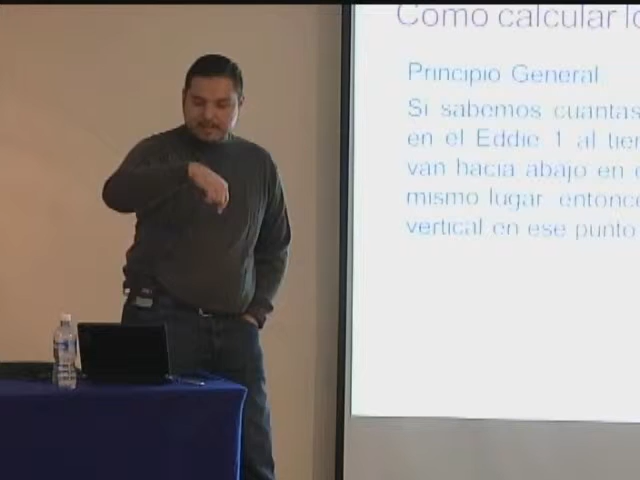 Como calcular lo
Principio General
Si sabemos cuantas
en el Eddie 1 al tie
van hacia abajo en
mismo lugar entonce
vertical en ese punto